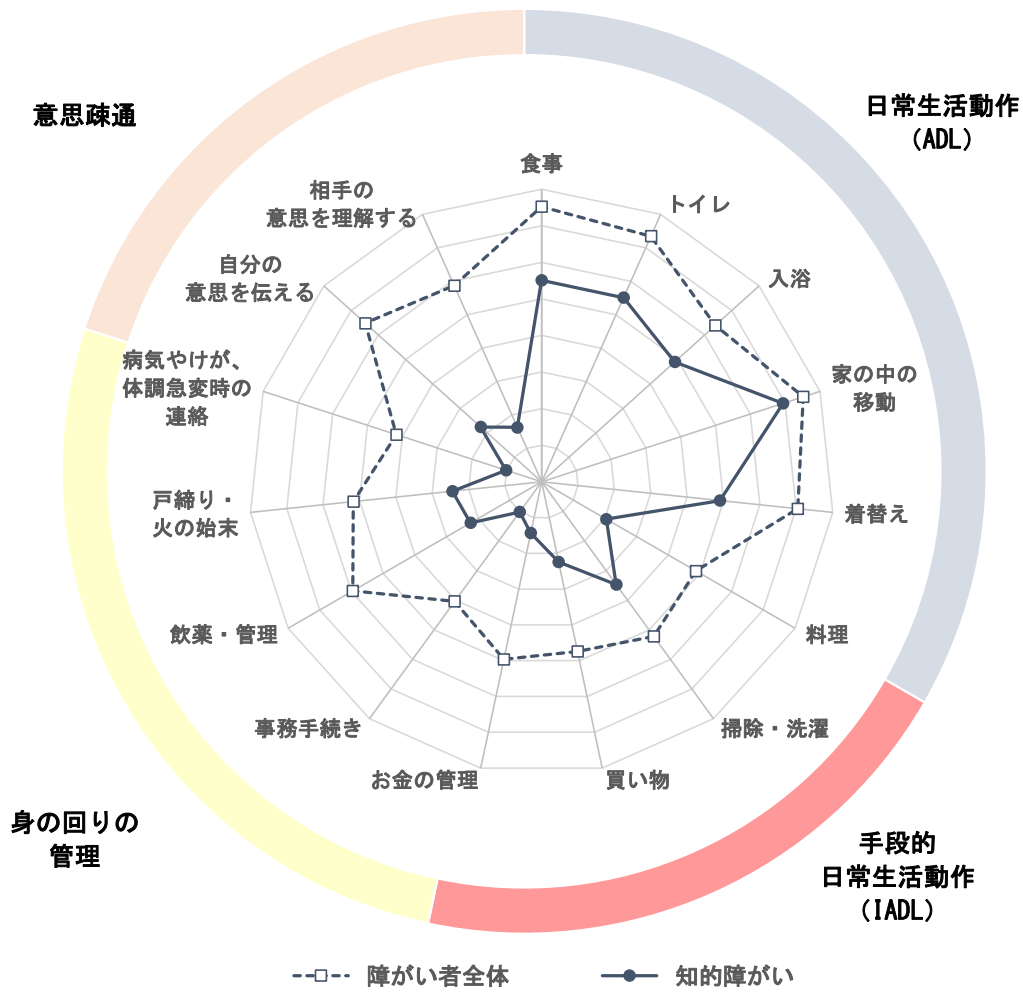 意思疎通
日常生活動作
(ADL)
食事
トイレ
入浴
家の中の
移動
着替え
料理
掃除・洗濯
買い物
お金の管理
事務手続き
飲薬・管理
戸締り・
火の始末
病気やけが、
体調急変時の
連絡
自分の
意思を伝える
相手の
意思を理解する
身の回りの
管理
手段的
日常生活動作
(IADL)
障がい者全体
知的障がい